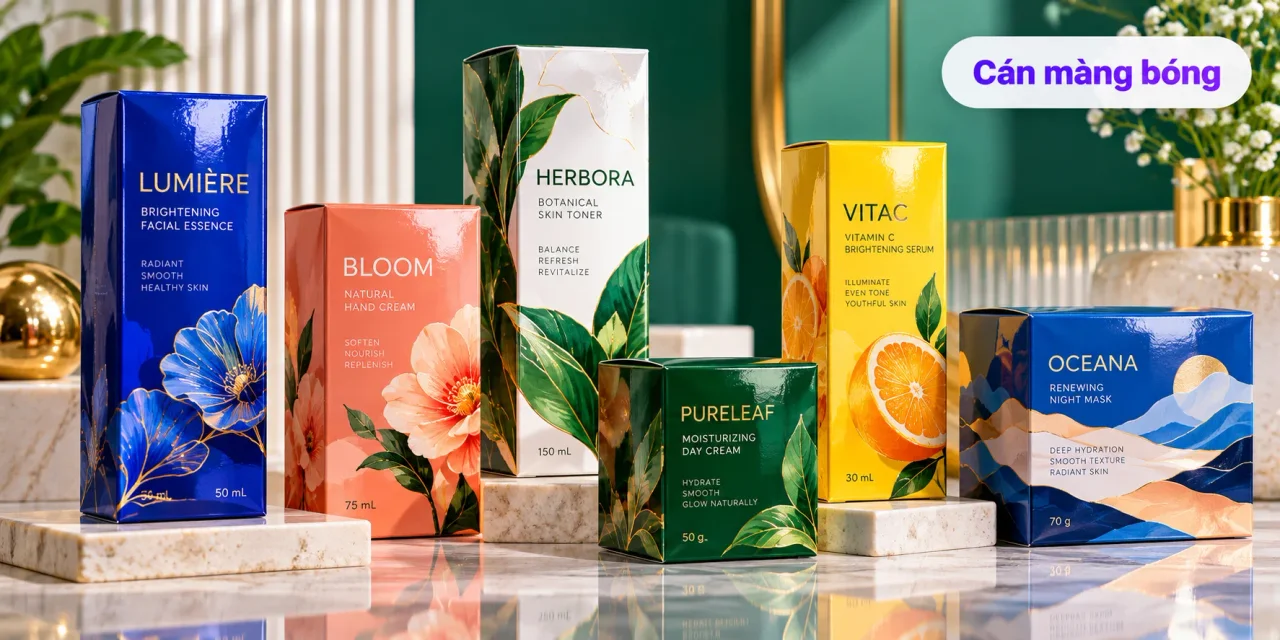 Cán màng bóng
LUMIÈRE
BRIGHTENING
FACIAL ESSENCE
RADIANT
SMOOTH
HEALTHY SKIN
50 mL
50 mL
BLOOM
NATURAL
HAND CREAM
SOFTEN
NOURISH
REPLENISH
75 mL
HERBORA
BOTANICAL
SKIN TONER
BALANCE
REFRESH
REVITALIZE
150 mL
PURELEAF
MOISTURIZING
DAY CREAM
HYDRATE
SMOOTH
GLOW NATURALLY
50 g.
VITAC
VITAMIN C
BRIGHTENING SERUM
ILLUMINATE
EVEN TONE
YOUTHFUL SKIN
30 mL
OCEANA
RENEWING
NIGHT MASK
DEEP HYDRATION
SMOOTH TEXTURE
RADIANT SKIN
70 g